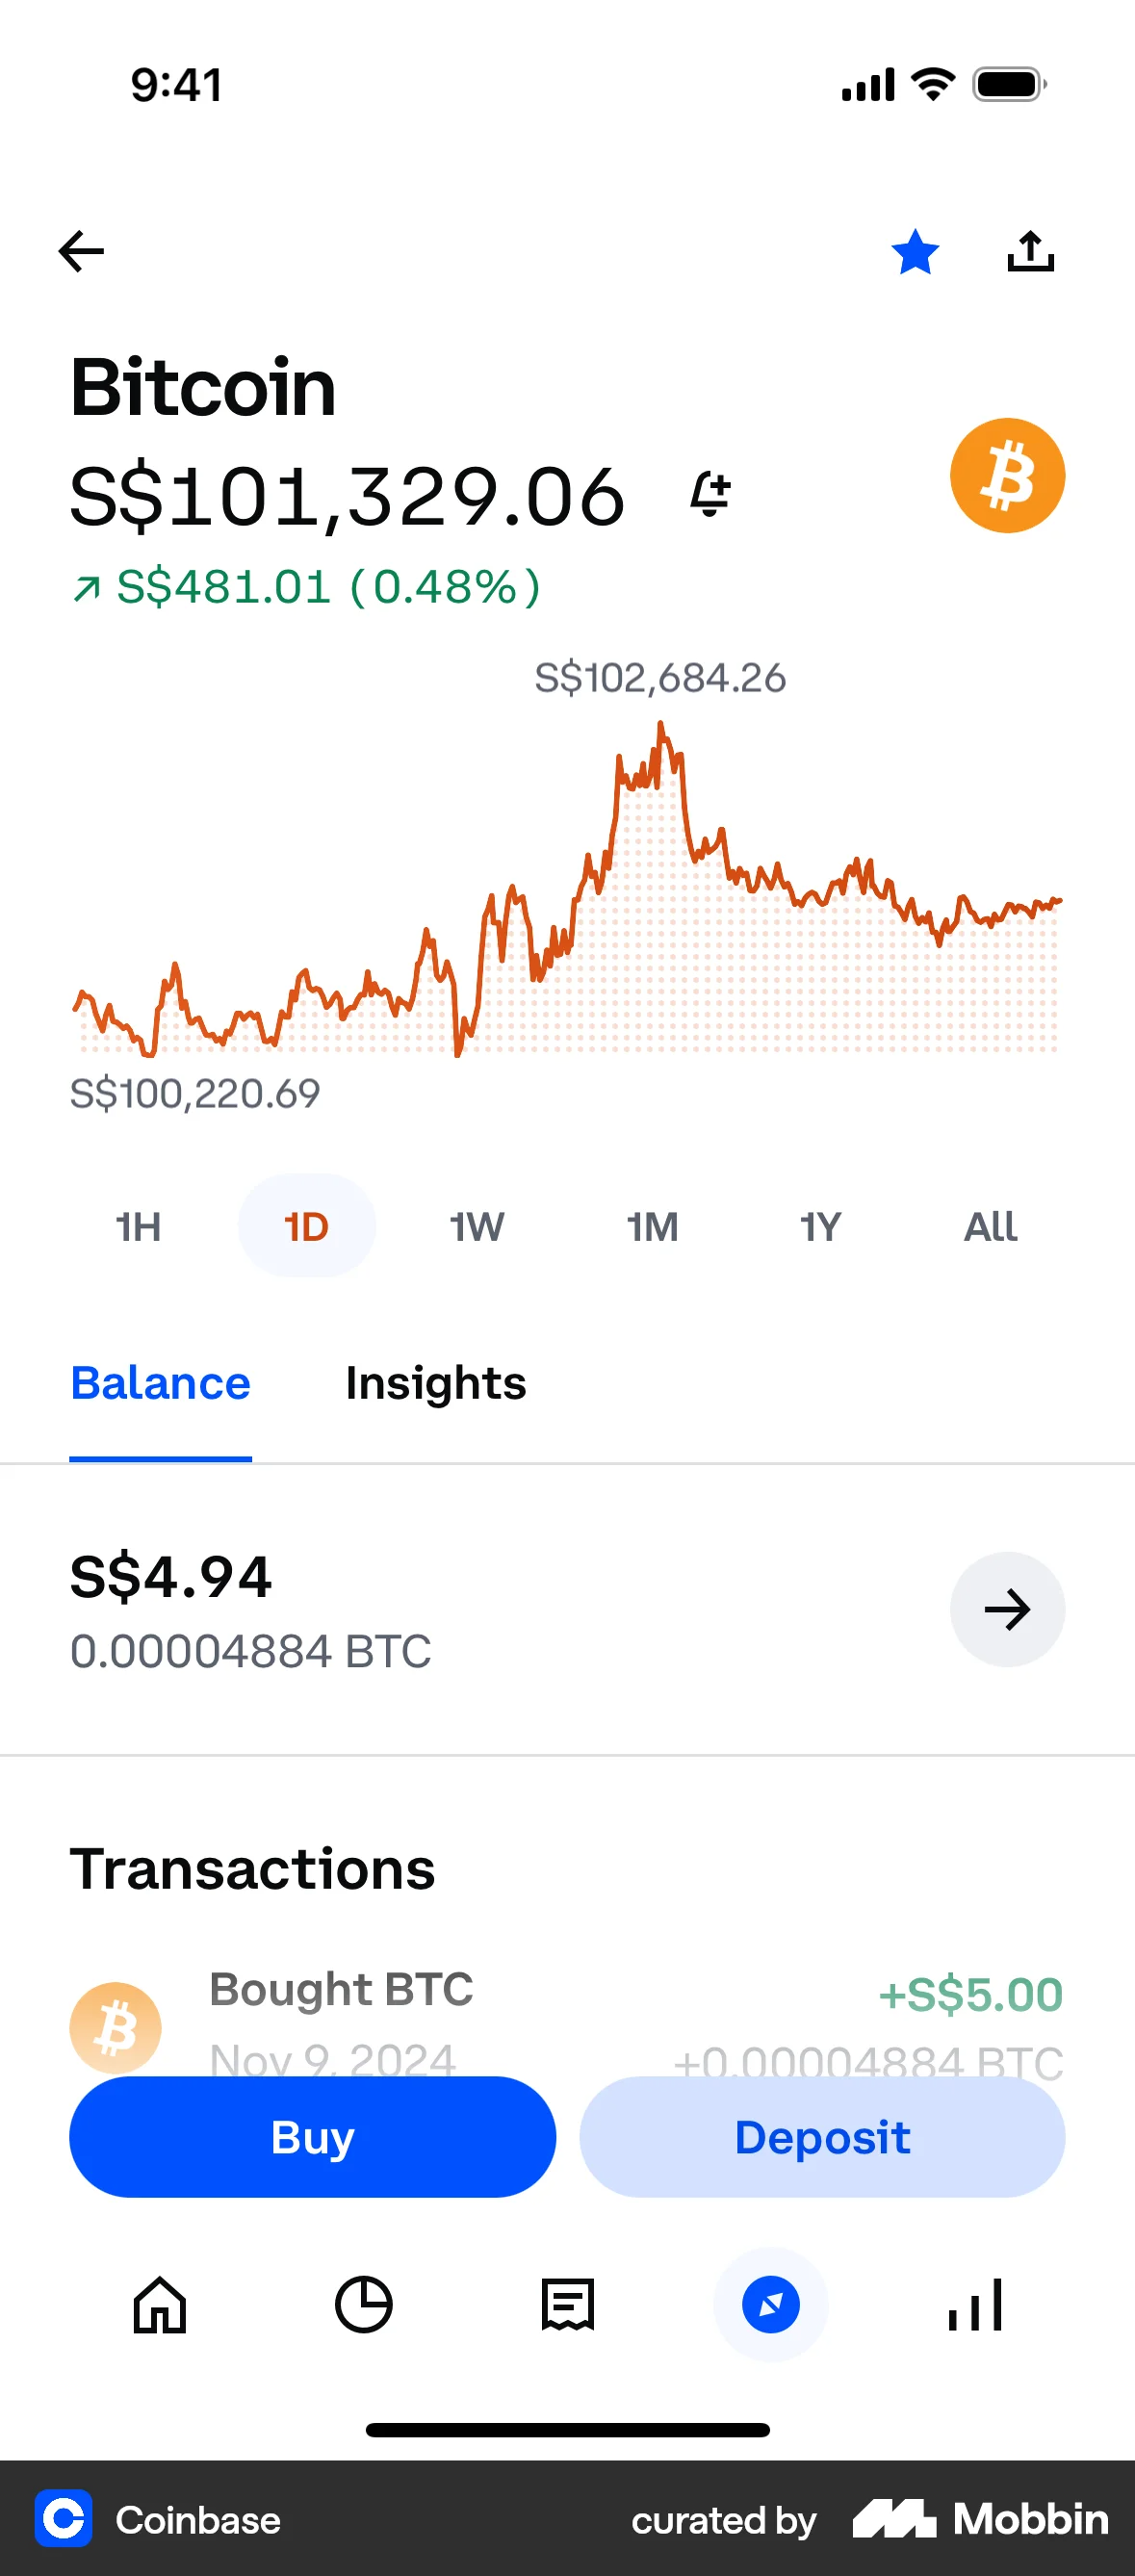 9:41
Bitcoin
S$101,329.06
↗ S$481.01 (0.48%)
S$102,684.26
S$100,220.69
1H 1D 1W 1M 1Y All
Balance Insights
S$4.94
0.00004884 BTC
Transactions
Bought BTC +S$5.00
Nov 9, 2024 +0.00004884 BTC
Buy Deposit
Coinbase curated by Mobbin